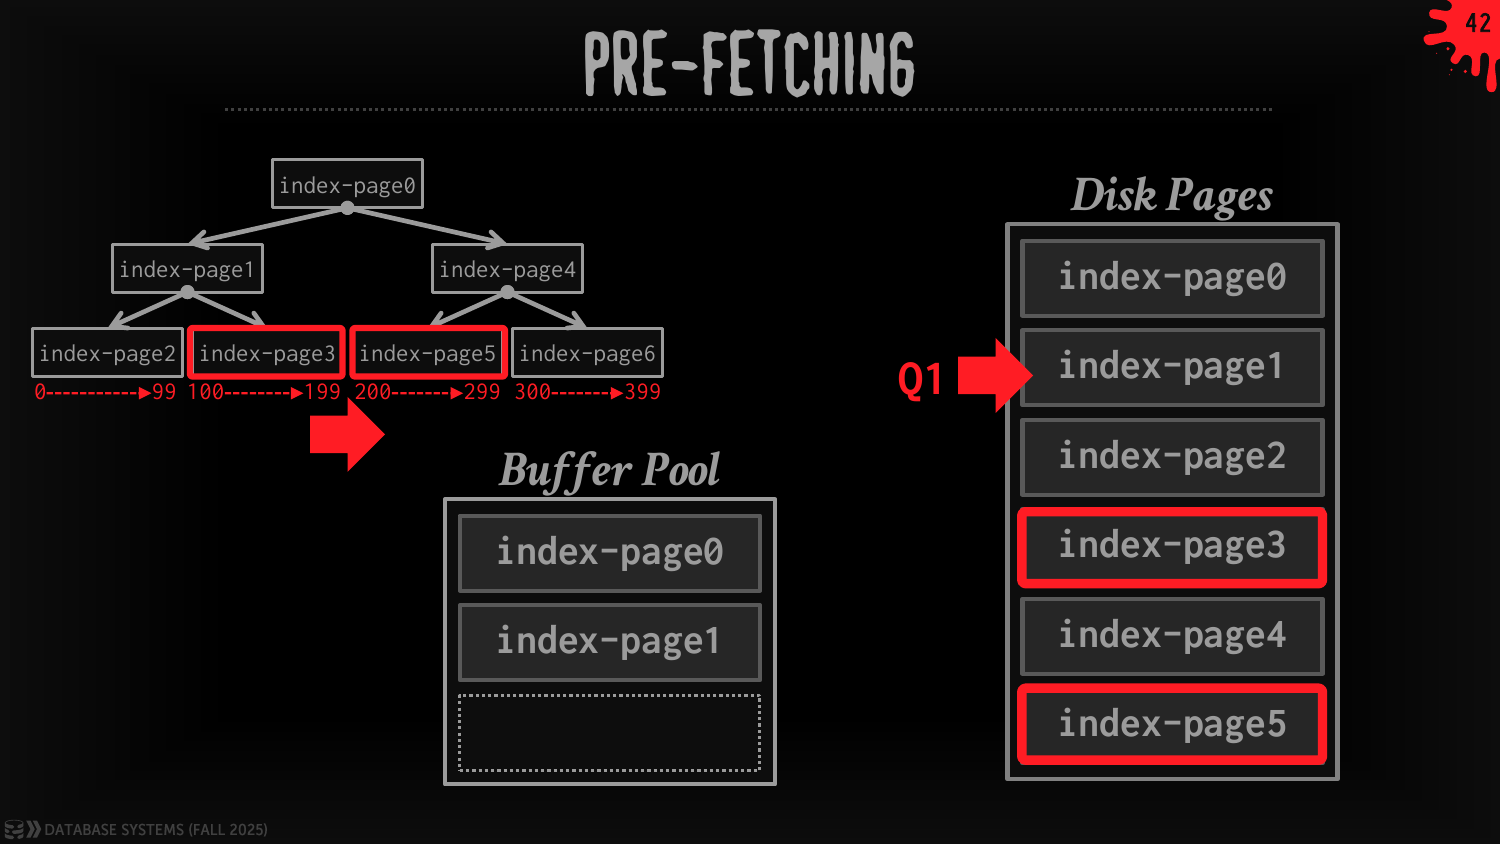 42
PRE-FETCHING
index-page0
index-page1
index-page4
index-page2
index-page3
index-page5
index-page6
0----------->99
100-------->199
200------->299
300------->399
Buffer Pool
index-page0
index-page1
Q1
Disk Pages
index-page0
index-page1
index-page2
index-page3
index-page4
index-page5
DATABASE SYSTEMS (FALL 2025)